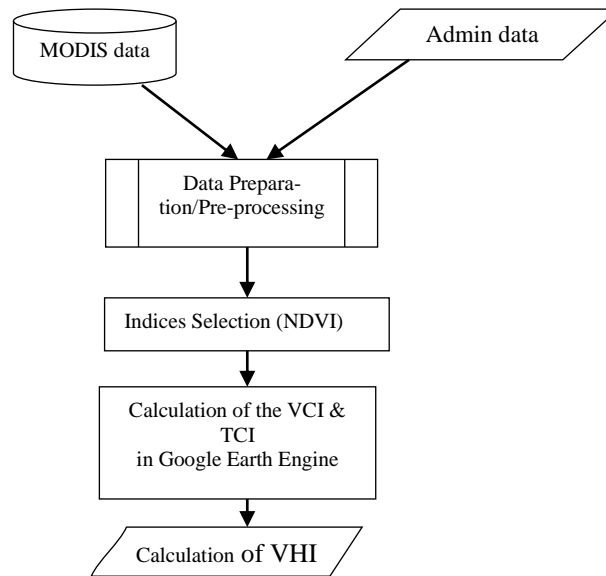 MODIS data
Admin data
Data Prepara-
tion/Pre-processing
Indices Selection (NDVI)
Calculation of the VCI &
TCI
in Google Earth Engine
Calculation of VHI